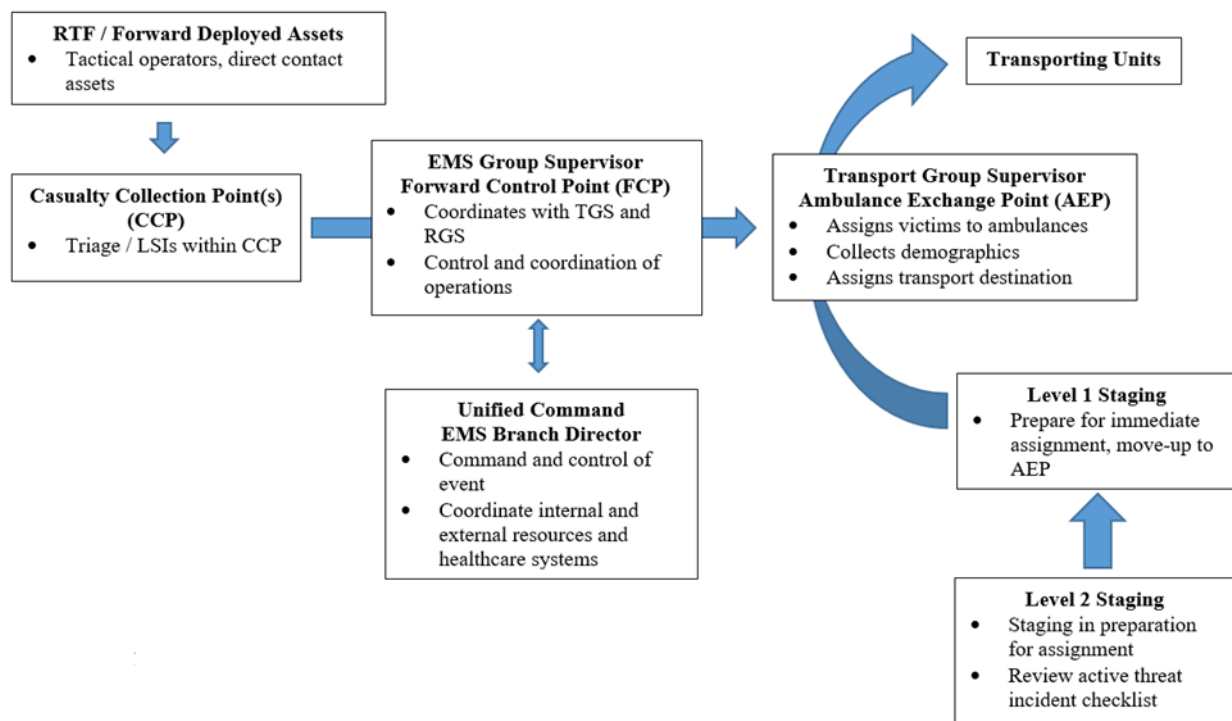 RTF / Forward Deployed Assets
• Tactical operators, direct contact
assets
Transporting Units
Casualty Collection Point(s)
(CCP)
• Triage / LSIs within CCP
EMS Group Supervisor
Forward Control Point (FCP)
• Coordinates with TGS and
RGS
• Control and coordination of
operations
Transport Group Supervisor
Ambulance Exchange Point (AEP)
• Assigns victims to ambulances
• Collects demographics
• Assigns transport destination
Unified Command
EMS Branch Director
• Command and control of
event
• Coordinate internal and
external resources and
healthcare systems
Level 1 Staging
• Prepare for immediate
assignment, move-up to
AEP
Level 2 Staging
• Staging in preparation
for assignment
• Review active threat
incident checklist